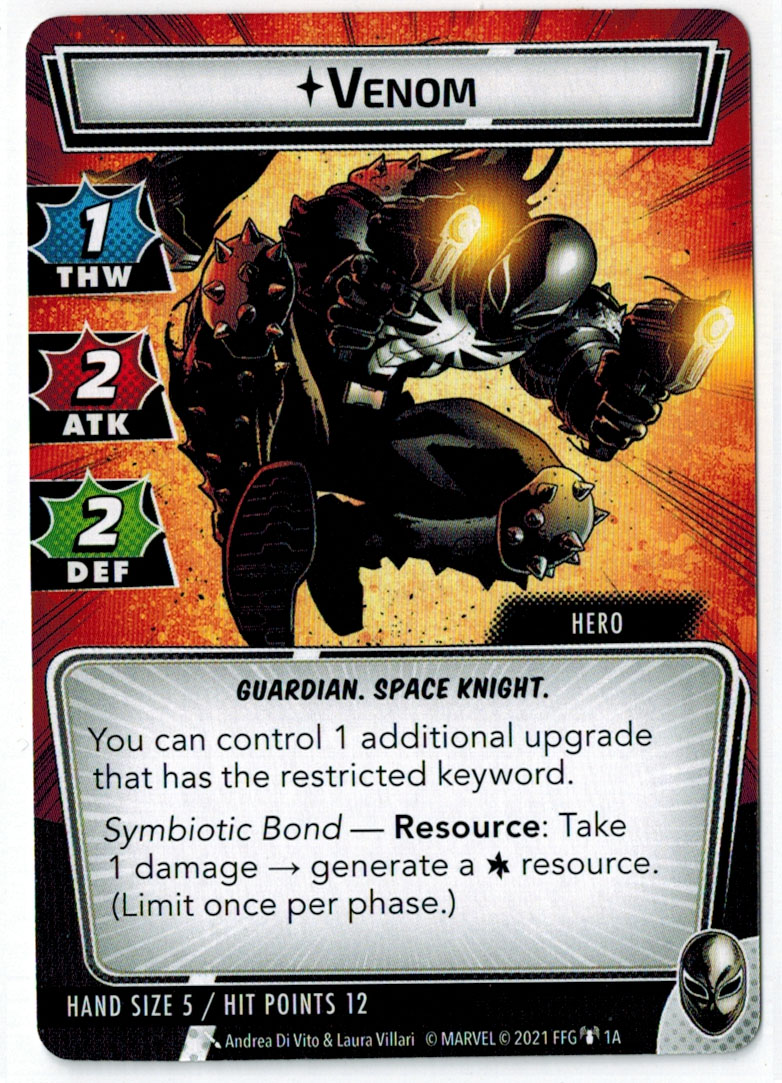 VENOM
1
THW
2
ATK
2
DEF
HERO
GUARDIAN. SPACE KNIGHT.
You can control 1 additional upgrade
that has the restricted keyword.
Symbiotic Bond — Resource: Take
1 damage → generate a resource.
(Limit once per phase.)
HAND SIZE 5 / HIT POINTS 12
Andrea Di Vito & Laura Villari © MARVEL © 2021 FFG 1A